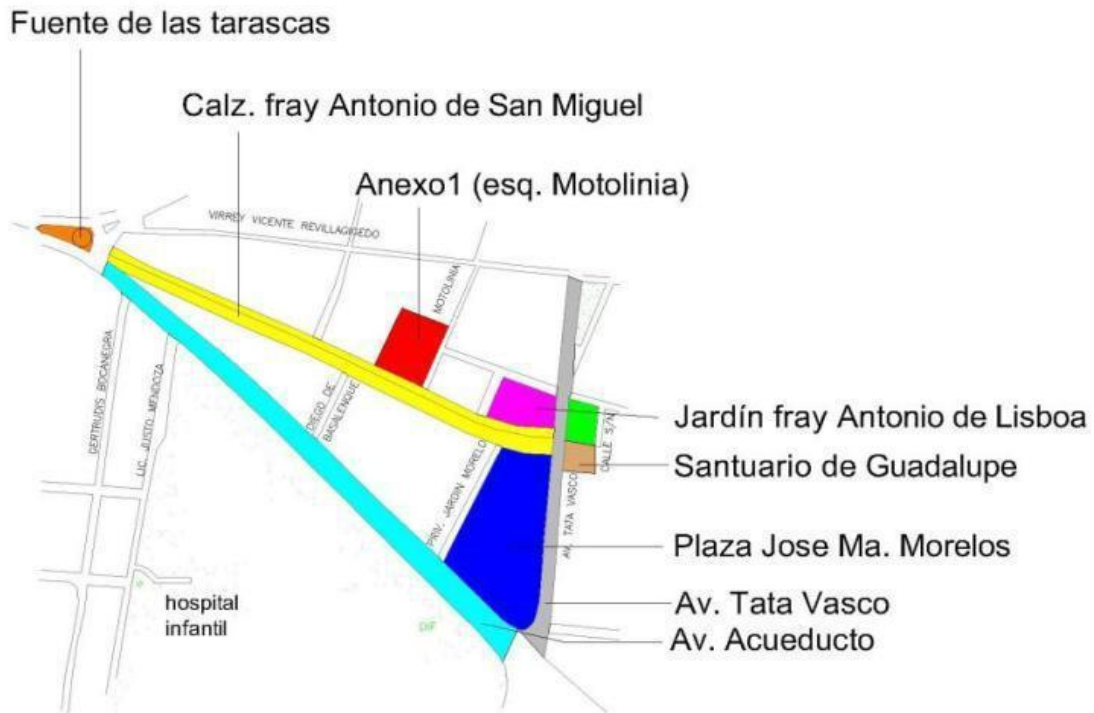 Fuente de las tarascas
Calz. fray Antonio de San Miguel
Anexo1 (esq. Motolinia)
VIRREY VICENTE REVILLAGIGEDO
MOTOLINIA
GERTRUDIS BOCANEGRA
LIC. JUSTO MENDOZA
DIEGO DE
BASALENQUE
PRIV. JARDIN MORELO
CALLE S/N
AV. TATA VASCO
Jardín fray Antonio de Lisboa
Santuario de Guadalupe
Plaza Jose Ma. Morelos
Av. Tata Vasco
Av. Acueducto
hospital
infantil
DIF